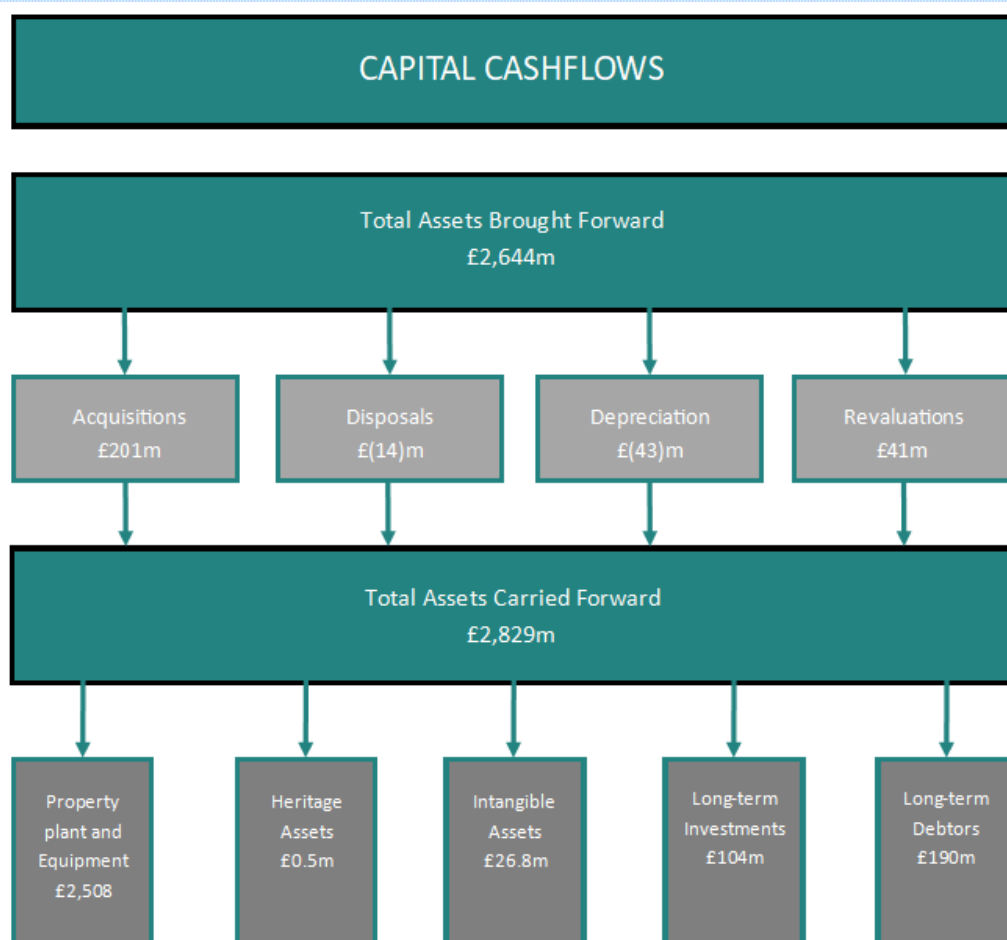 CAPITAL CASHFLOWS
Total Assets Brought Forward
£2,644m
Acquisitions
£201m
Disposals
£(14)m
Depreciation
£(43)m
Revaluations
£41m
Total Assets Carried Forward
£2,829m
Property
plant and
Equipment
£2,508
Heritage
Assets
£0.5m
Intangible
Assets
£26.8m
Long-term
Investments
£104m
Long-term
Debtors
£190m